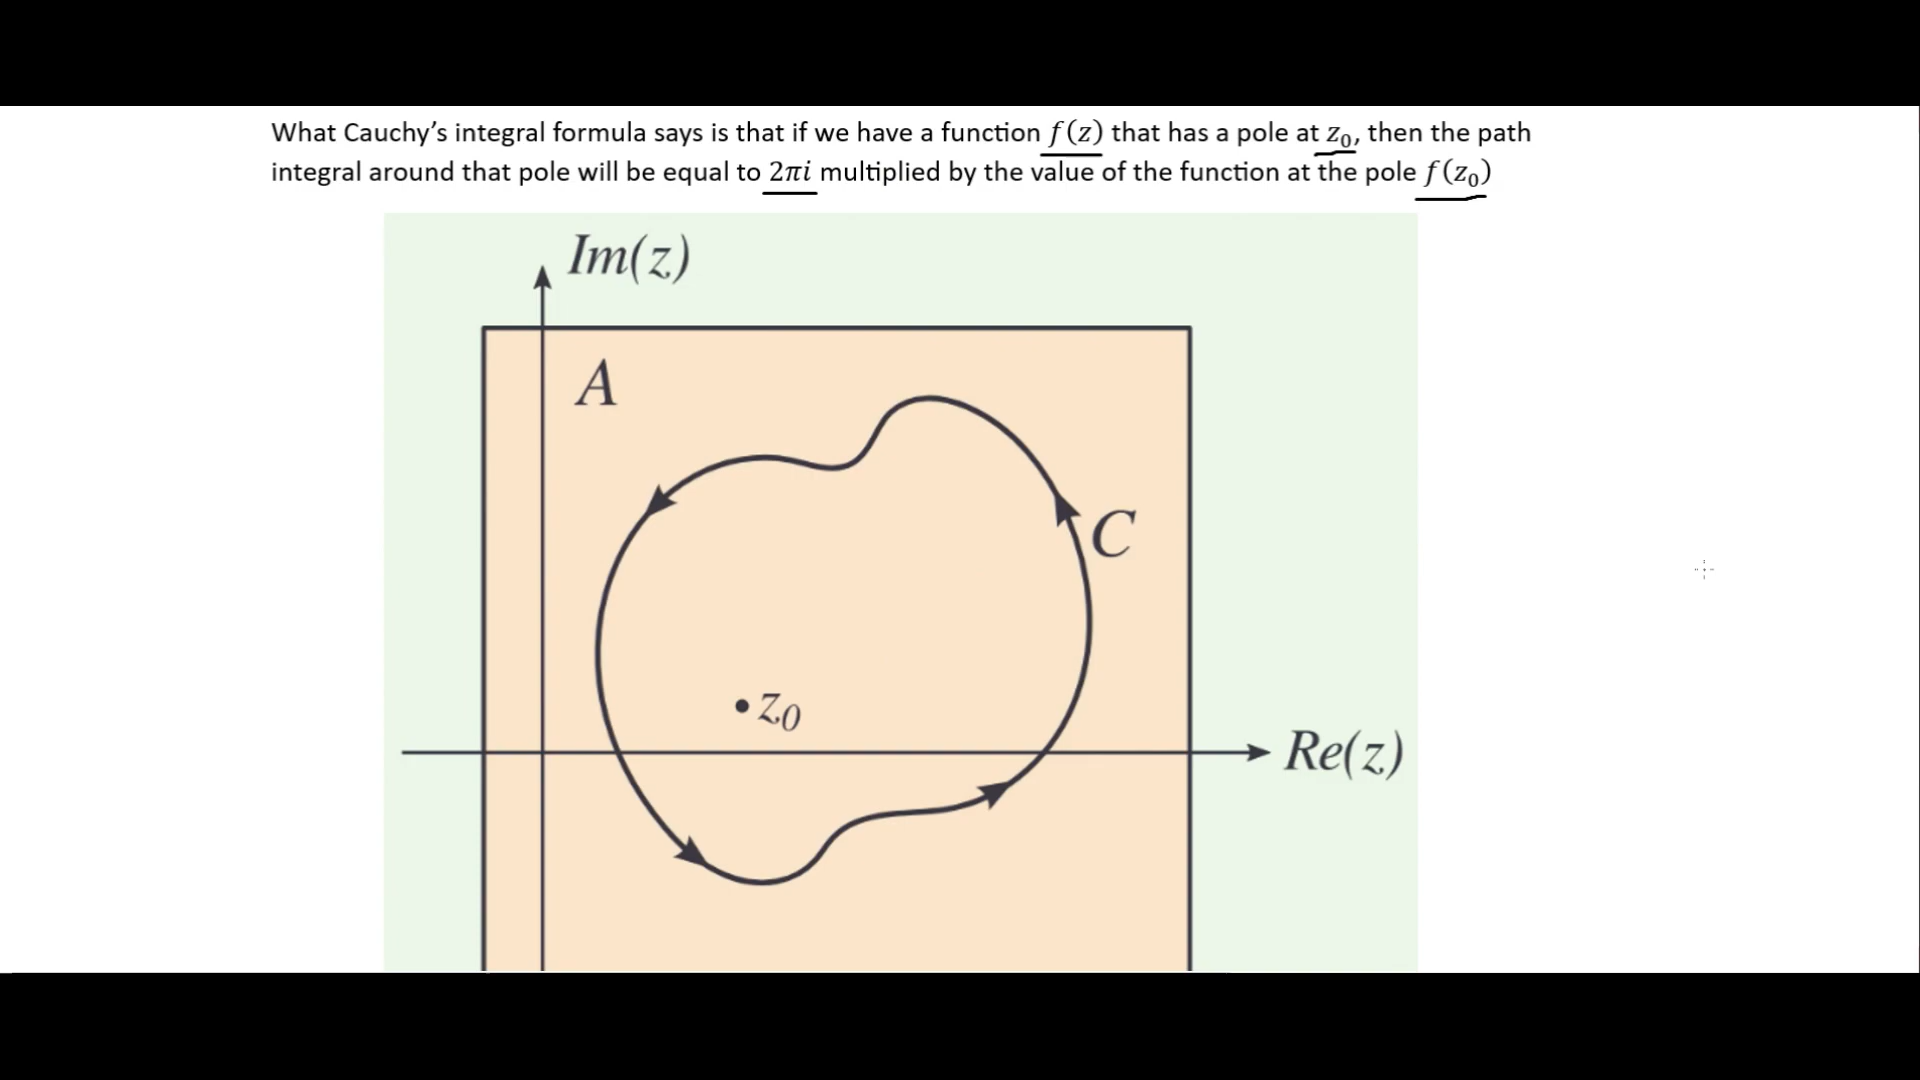 What Cauchy’s integral formula says is that if we have a function f(z) that has a pole at z₀, then the path
integral around that pole will be equal to 2πi multiplied by the value of the function at the pole f(z₀)
Im(z)
A
C
z₀
Re(z)